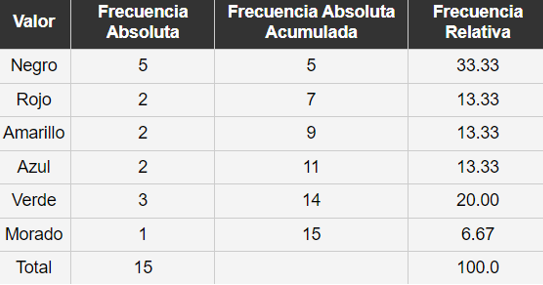 Valor Frecuencia Absoluta Frecuencia Absoluta Acumulada Frecuencia Relativa
Negro 5 5 33.33
Rojo 2 7 13.33
Amarillo 2 9 13.33
Azul 2 11 13.33
Verde 3 14 20.00
Morado 1 15 6.67
Total 15 100.0